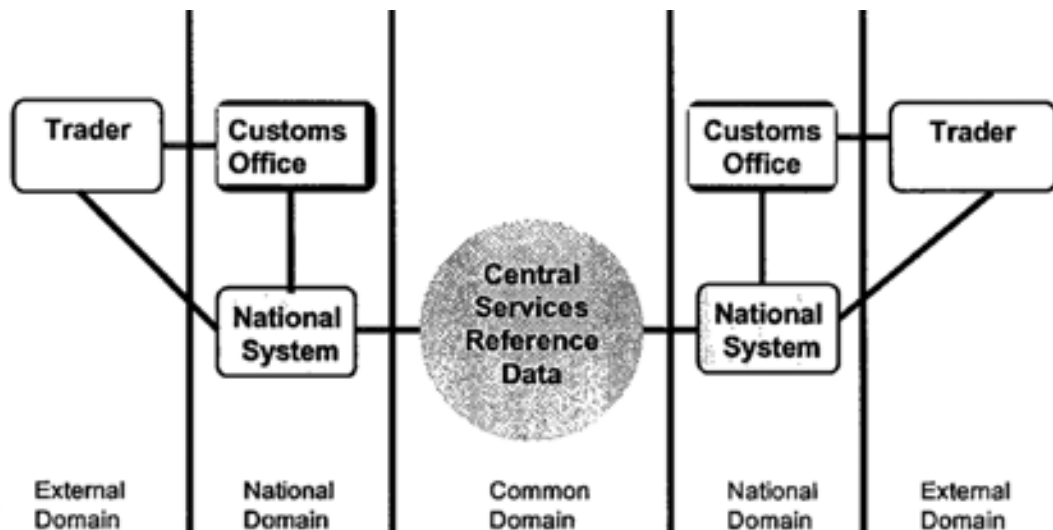 Trader
Customs
Office
Customs
Office
Trader
Central
Services
Reference
Data
National
System
National
System
External
Domain
National
Domain
Common
Domain
National
Domain
External
Domain